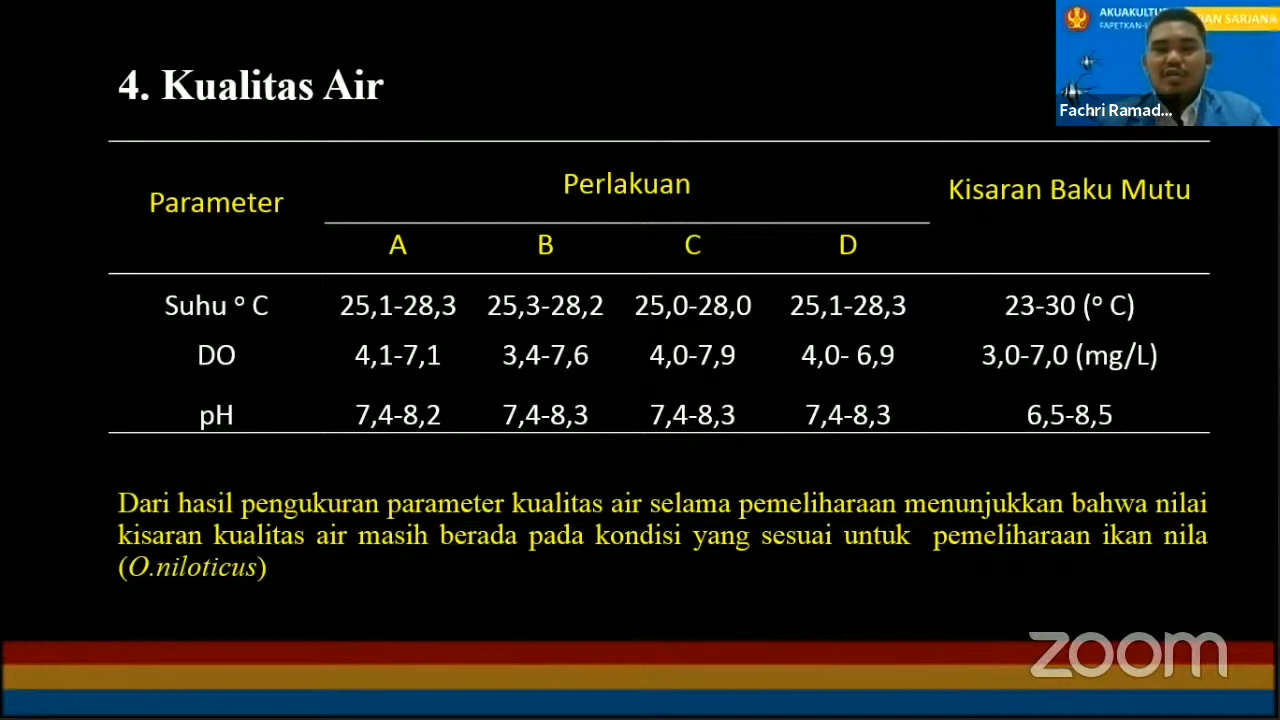 4. Kualitas Air
AKUAKULTU
IAN SARJANA
FAPETKAN-
Fachri Ramad...
Parameter
Perlakuan
Kisaran Baku Mutu
A B C D
Suhu ° C 25,1-28,3 25,3-28,2 25,0-28,0 25,1-28,3 23-30 (° C)
DO 4,1-7,1 3,4-7,6 4,0-7,9 4,0- 6,9 3,0-7,0 (mg/L)
pH 7,4-8,2 7,4-8,3 7,4-8,3 7,4-8,3 6,5-8,5
Dari hasil pengukuran parameter kualitas air selama pemeliharaan menunjukkan bahwa nilai
kisaran kualitas air masih berada pada kondisi yang sesuai untuk pemeliharaan ikan nila
(O.niloticus)
zoom